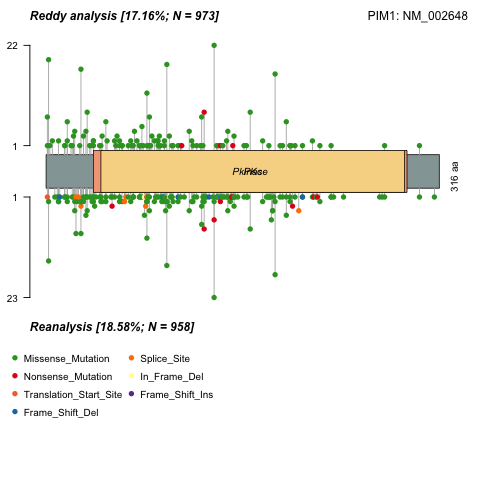 Reddy analysis [17.16%; N = 973]
PIM1: NM_002648
22
1
1
23
316 aa
Reanalysis [18.58%; N = 958]
Missense_Mutation
Splice_Site
Nonsense_Mutation
In_Frame_Del
Translation_Start_Site
Frame_Shift_Ins
Frame_Shift_Del